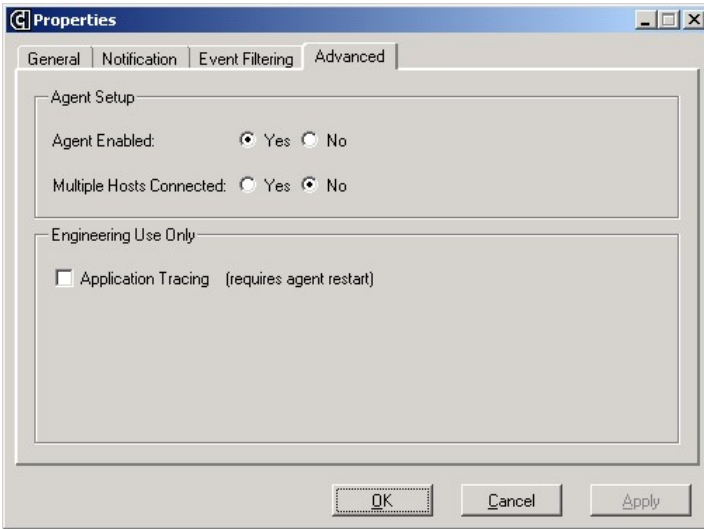 Properties
General Notification Event Filtering Advanced
Agent Setup
Agent Enabled: Yes No
Multiple Hosts Connected: Yes No
Engineering Use Only
Application Tracing (requires agent restart)
OK Cancel Apply